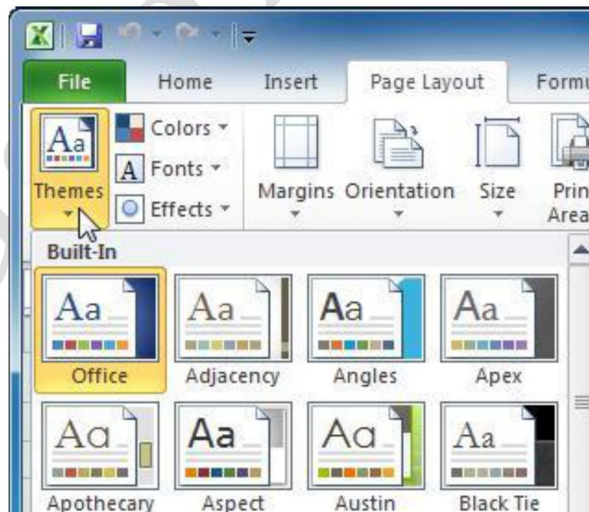 File Home Insert Page Layout Formu
Aa Colors
A Fonts
Themes Effects Margins Orientation Size Prin
Area
Built-In
Aa Aa Aa Aa
Office Adjacency Angles Apex
Aa Aa Aa Aa
Apothecary Aspect Austin Black Tie